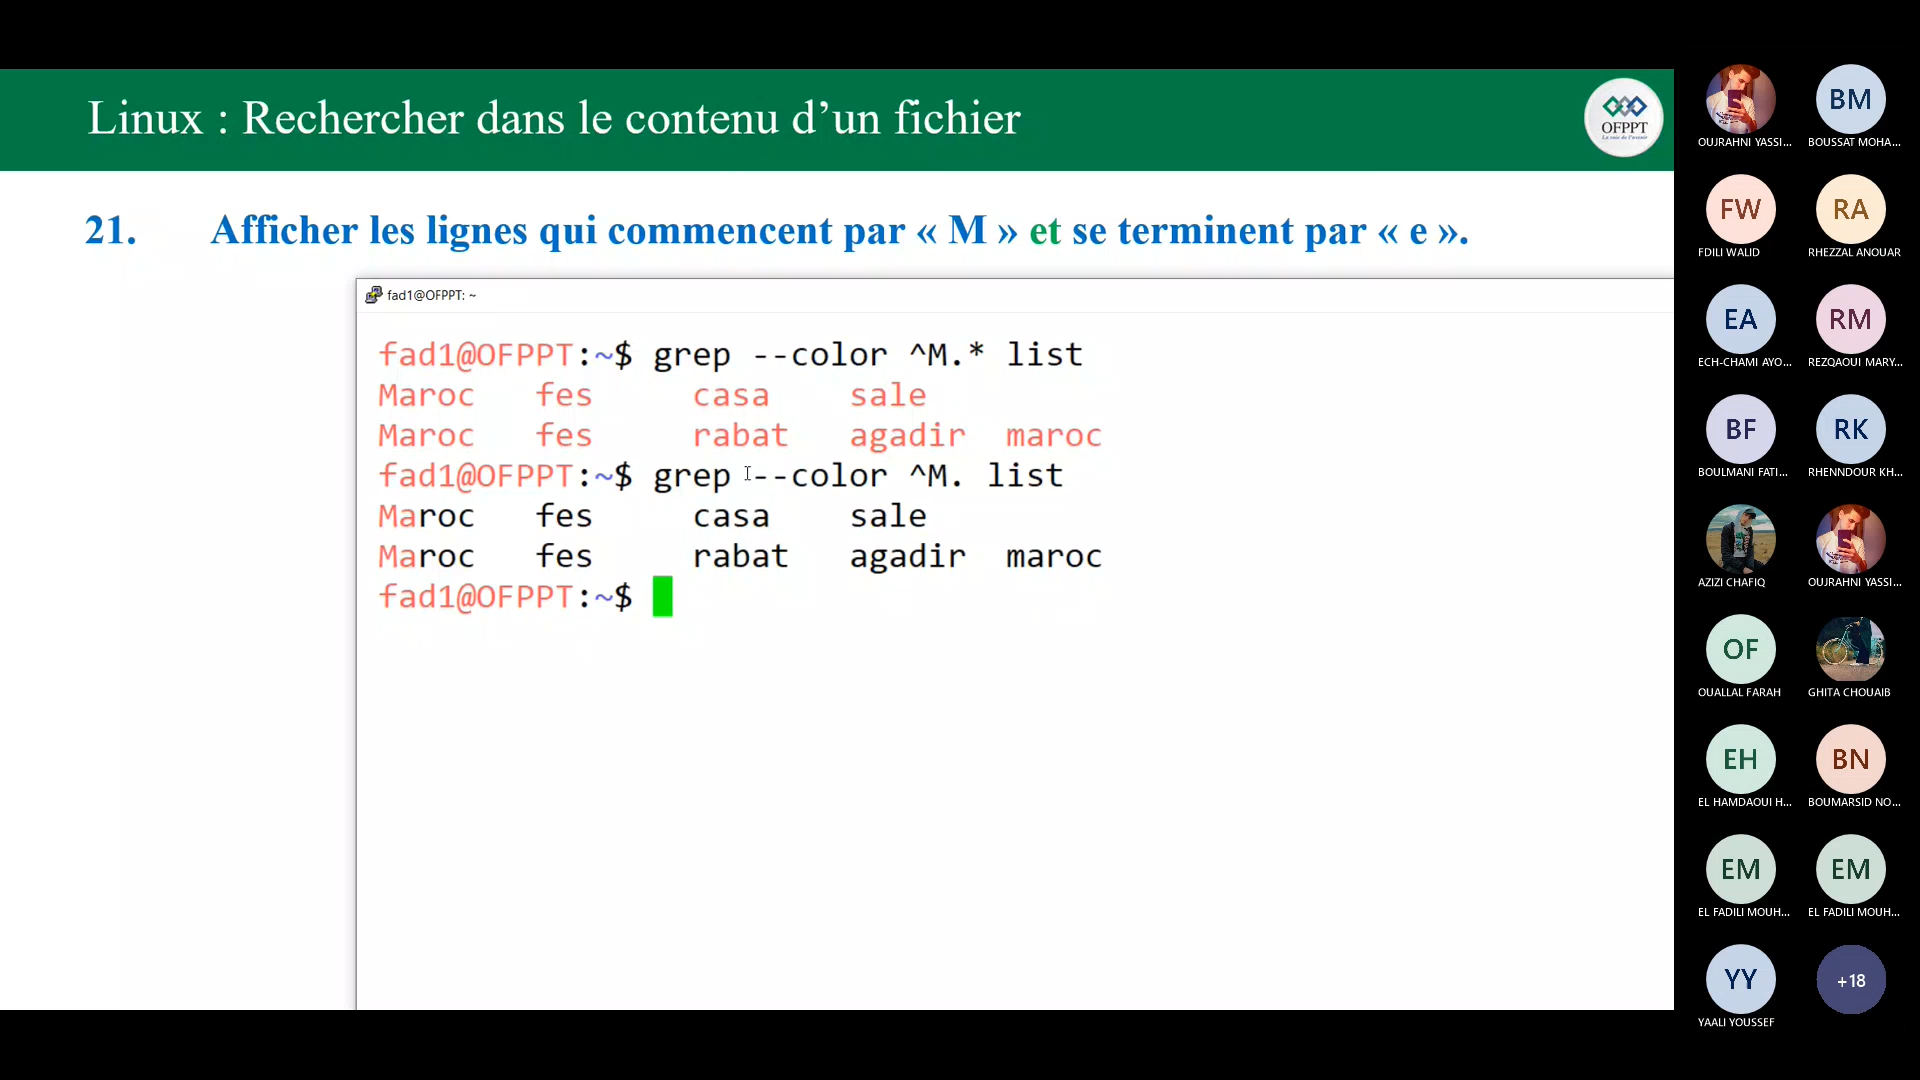 Linux : Rechercher dans le contenu d’un fichier
OFPPT
21. Afficher les lignes qui commencent par « M » et se terminent par « e ».
fad1@OFPPT: ~
fad1@OFPPT:~$ grep --color ^M.* list
Maroc fes casa sale
Maroc fes rabat agadir maroc
fad1@OFPPT:~$ grep --color ^M. list
Maroc fes casa sale
Maroc fes rabat agadir maroc
fad1@OFPPT:~$
OUJRAHNI YASSI...
BM
BOUSSAT MOHA...
FW
FDILI WALID
RA
RHEZZAL ANOUAR
EA
ECH-CHAMI AYO...
RM
REZQAOUI MARY...
BF
BOULMANI FATI...
RK
RHENNDOUR KH...
AZIZI CHAFIQ
OUJRAHNI YASSI...
OF
OUALLAL FARAH
GHITA CHOUAIB
EH
EL HAMDAOUI H...
BN
BOUMARSID NO...
EM
EL FADILI MOUH...
EM
EL FADILI MOUH...
YY
YAALI YOUSSEF
+18